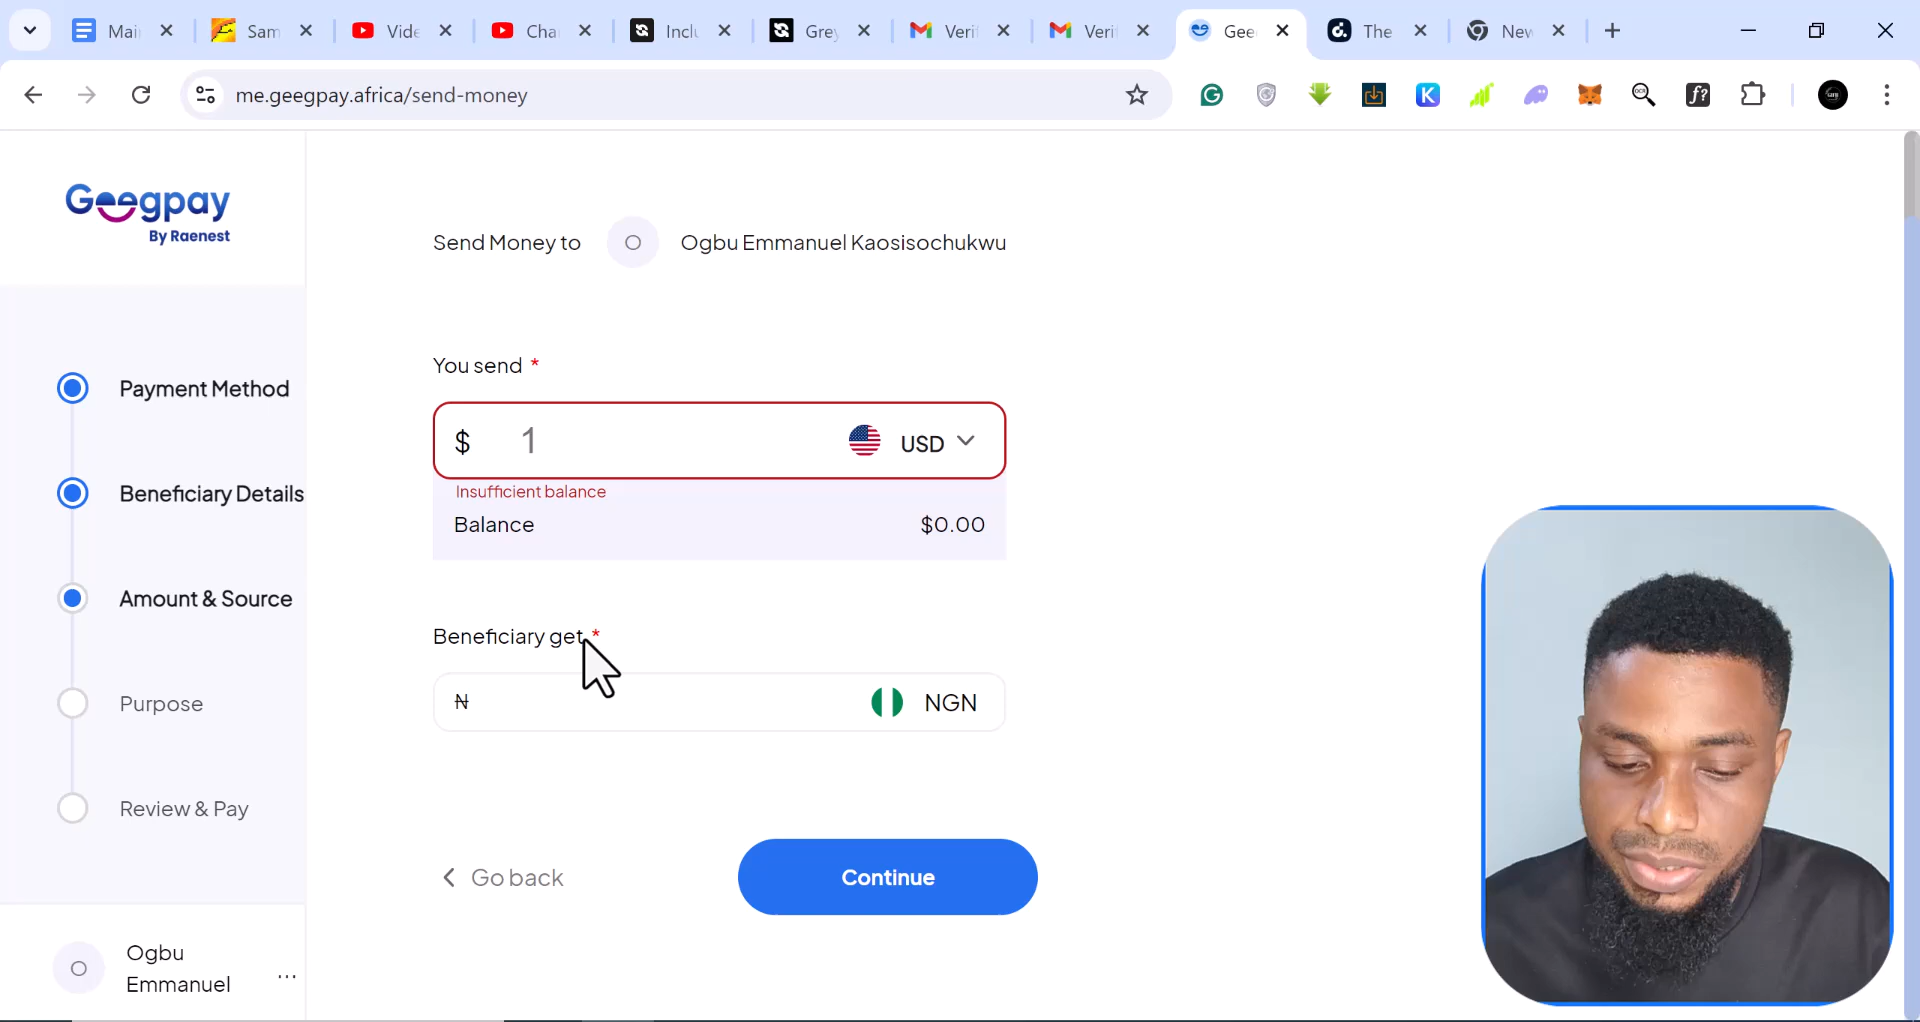 Mai
Sam
Vide
Cha
Inclu
Grey
Verif
Veri
Gee
The
New
me.geegpay.africa/send-money
Geegpay
By Raenest
Send Money to O Ogbu Emmanuel Kaosisochukwu
You send *
$ 1 USD
Insufficient balance
Balance $0.00
Beneficiary get *
₦ NGN
Go back
Continue
Payment Method
Beneficiary Details
Amount & Source
Purpose
Review & Pay
O
Ogbu
Emmanuel
...